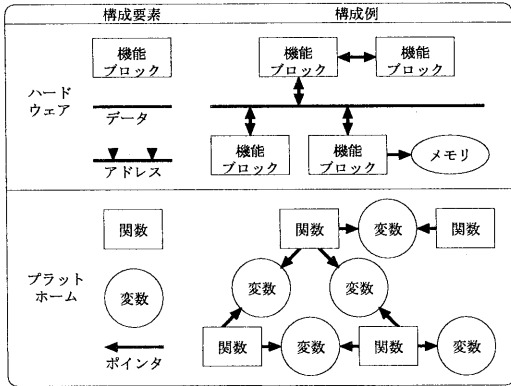 構成要素
構成例
ハード
ウェア
機能
ブロック
データ
アドレス
機能
ブロック
機能
ブロック
機能
ブロック
機能
ブロック
メモリ
プラット
ホーム
関数
変数
ポインタ
関数
変数
関数
変数
変数
関数
変数
関数
変数